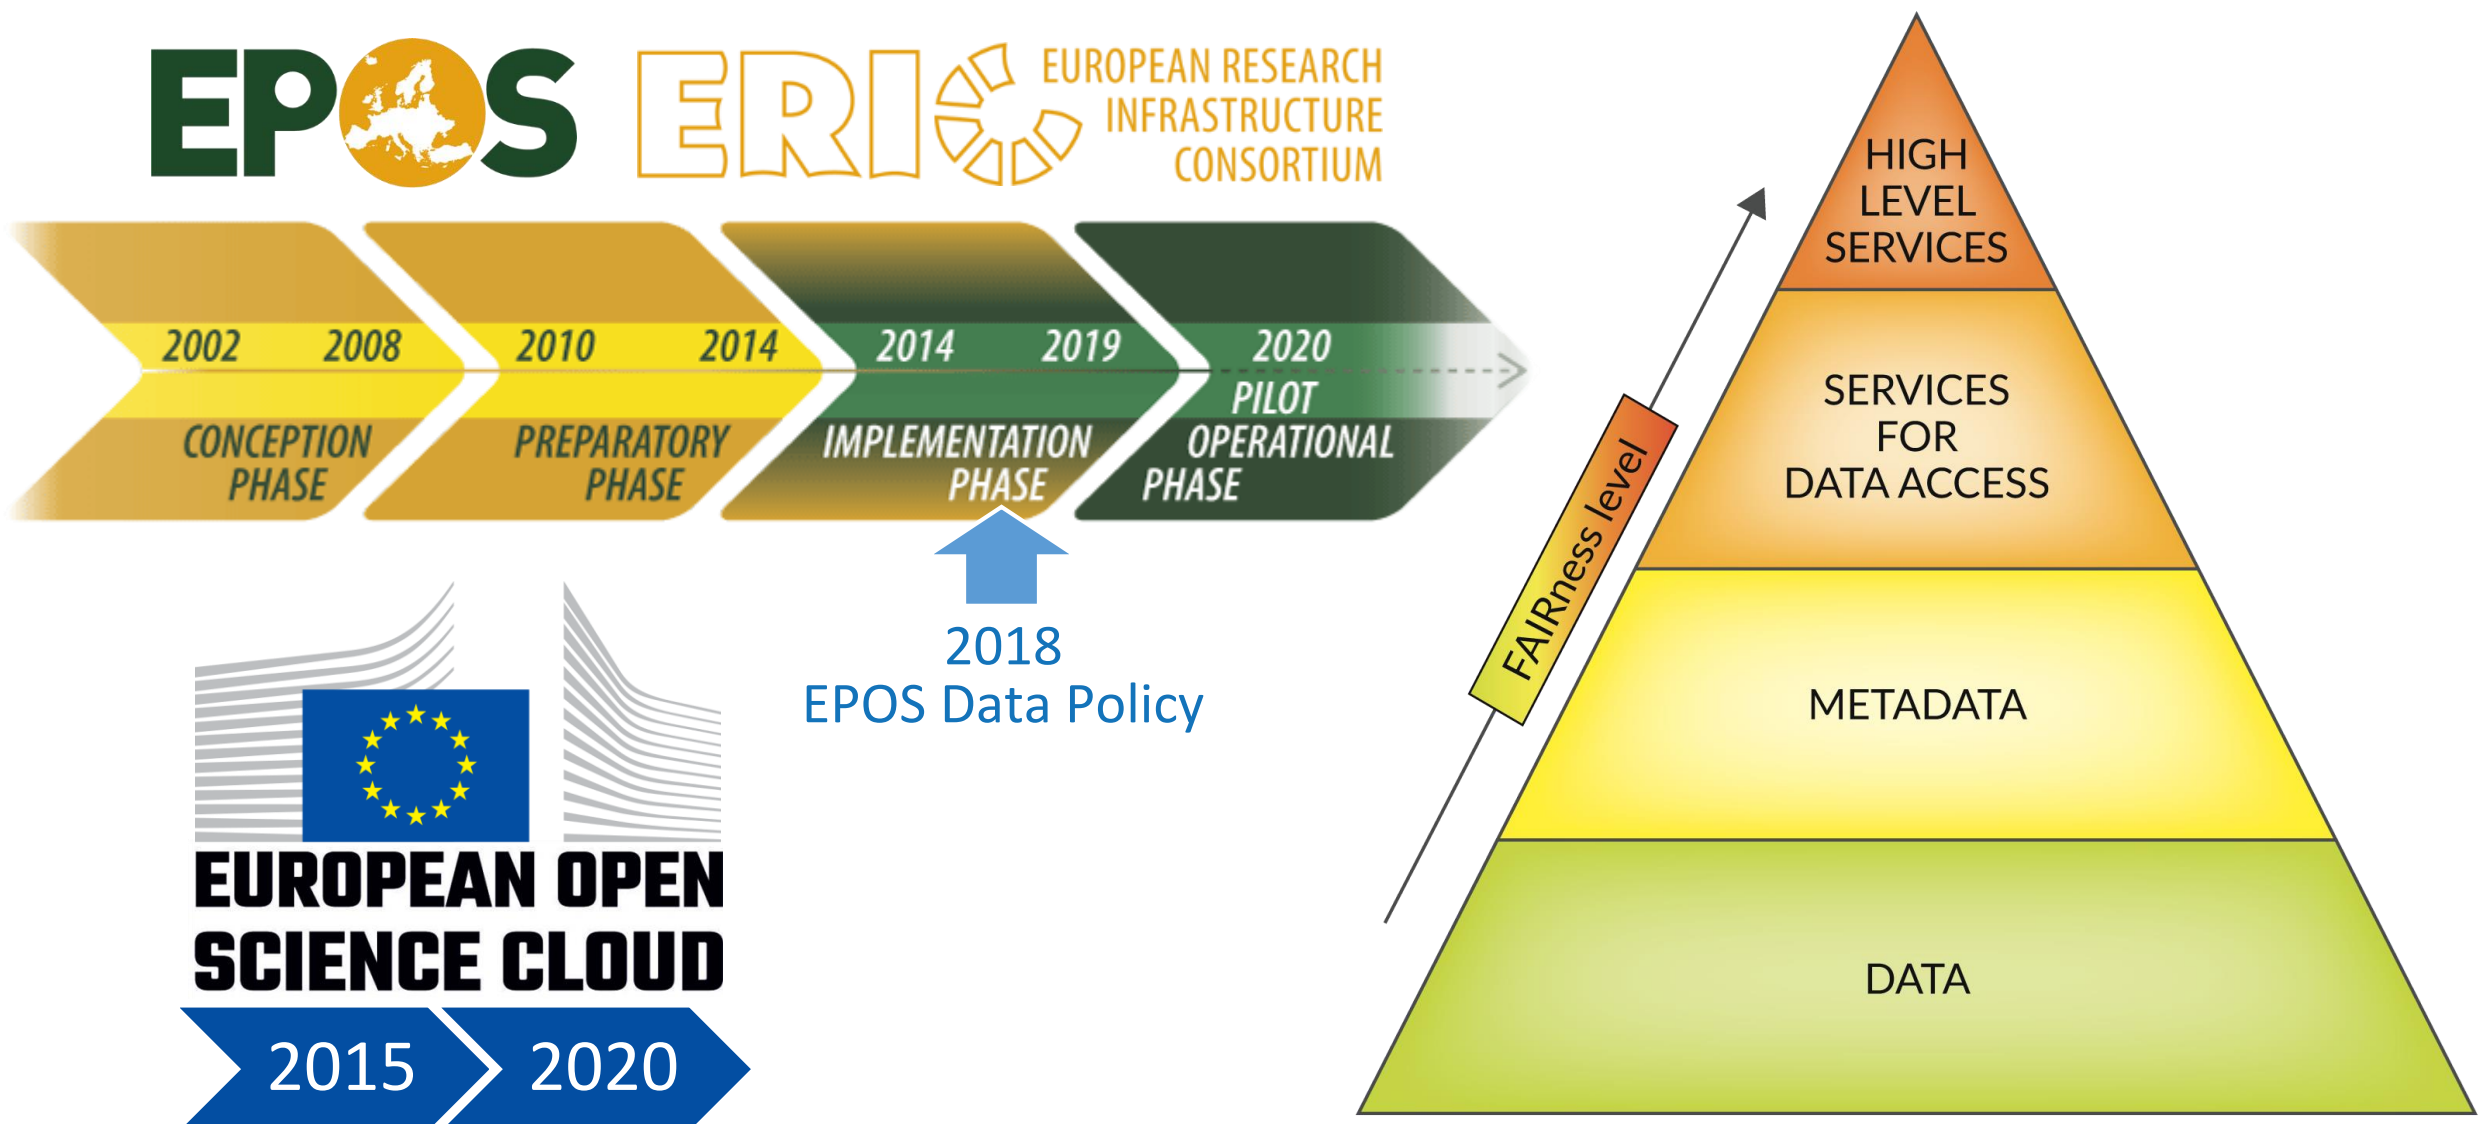 EPOS
ERIC
EUROPEAN RESEARCH
INFRASTRUCTURE
CONSORTIUM
2002 2008
CONCEPTION
PHASE
2010 2014
PREPARATORY
PHASE
2014 2019
IMPLEMENTATION
PHASE
2020
PILOT
OPERATIONAL
PHASE
2018
EPOS Data Policy
EUROPEAN OPEN
SCIENCE CLOUD
2015
2020
FAIRness level
HIGH
LEVEL
SERVICES
SERVICES
FOR
DATA ACCESS
METADATA
DATA